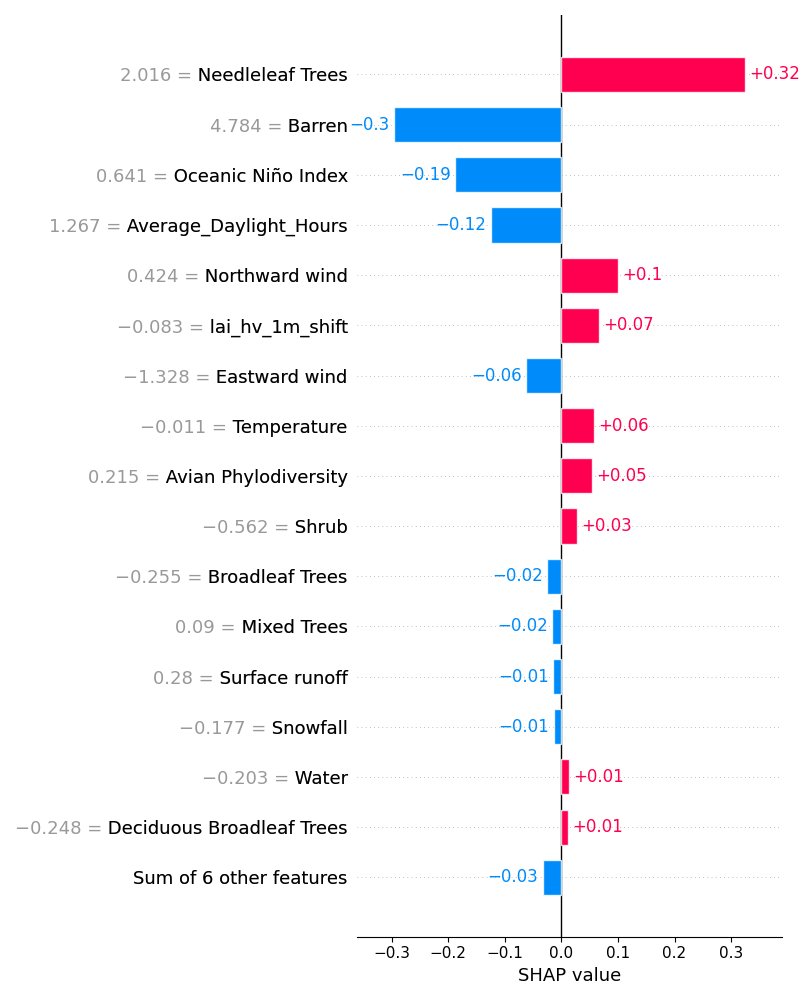 2.016 = Needleleaf Trees +0.32
4.784 = Barren −0.3
0.641 = Oceanic Niño Index −0.19
1.267 = Average_Daylight_Hours −0.12
0.424 = Northward wind +0.1
−0.083 = lai_hv_1m_shift +0.07
−1.328 = Eastward wind −0.06
−0.011 = Temperature +0.06
0.215 = Avian Phylodiversity +0.05
−0.562 = Shrub +0.03
−0.255 = Broadleaf Trees −0.02
0.09 = Mixed Trees −0.02
0.28 = Surface runoff −0.01
−0.177 = Snowfall −0.01
−0.203 = Water +0.01
−0.248 = Deciduous Broadleaf Trees +0.01
Sum of 6 other features −0.03
−0.3 −0.2 −0.1 0.0 0.1 0.2 0.3
SHAP value